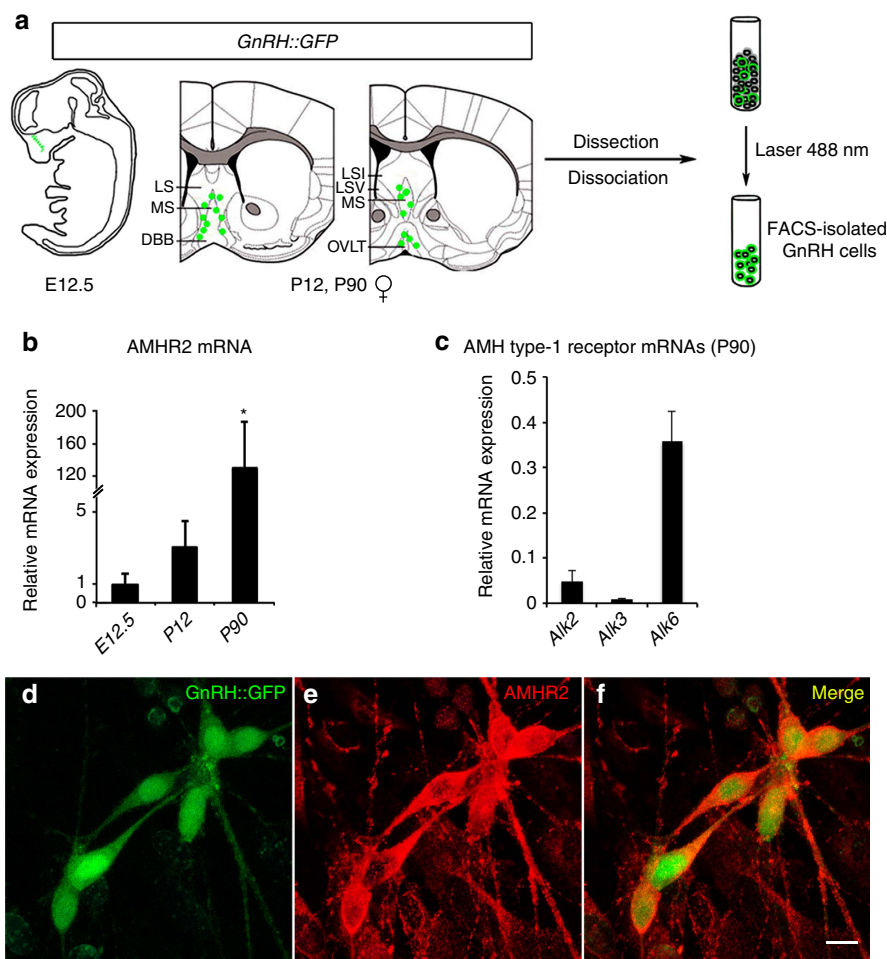 a
GnRH::GFP
LS
MS
DBB
LSI
LSV
MS
OVLT
E12.5
P12, P90 ♀
Dissection
Dissociation
Laser 488 nm
FACS-isolated
GnRH cells
b
AMHR2 mRNA
Relative mRNA expression
200
160
120
5
1
0
*
E12.5
P12
P90
c
AMH type-1 receptor mRNAs (P90)
Relative mRNA expression
0.5
0.4
0.3
0.2
0.1
0
Alk2
Alk3
Alk6
d
GnRH::GFP
e
AMHR2
f
Merge